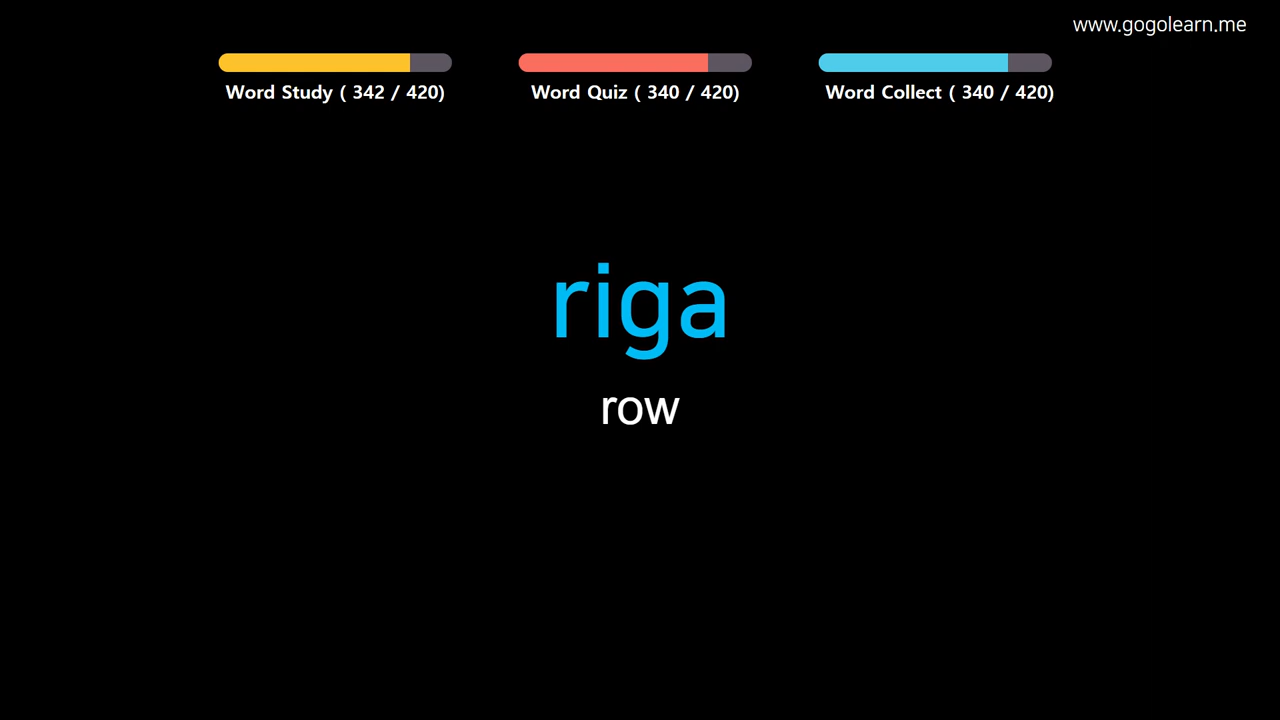 www.gogolearn.me
Word Study ( 342 / 420)
Word Quiz ( 340 / 420)
Word Collect ( 340 / 420)
riga
row